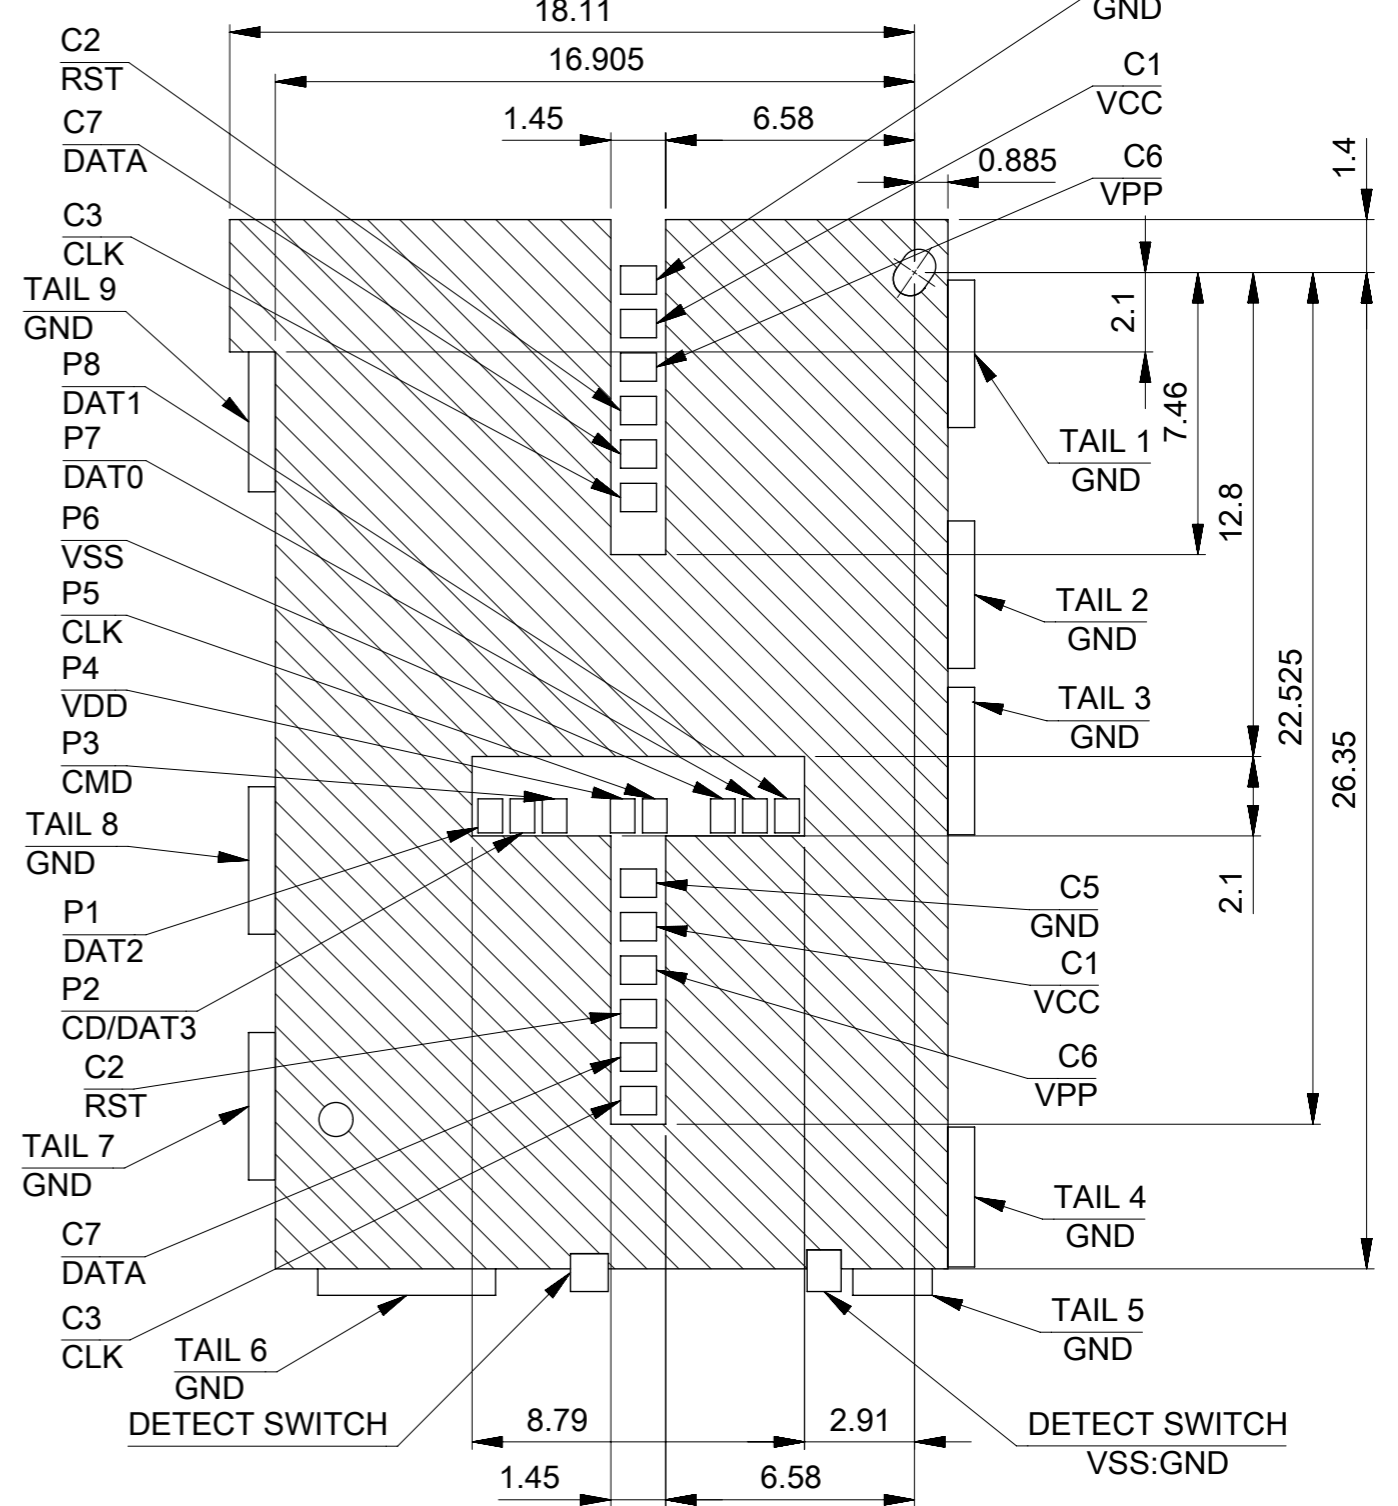 18.11
GND
C2
RST
16.905
C1
VCC
C7
DATA
1.45
6.58
0.885
1.4
C6
VPP
C3
CLK
TAIL 9
GND
2.1
P8
DAT1
7.46
P7
DAT0
TAIL 1
GND
12.8
P6
VSS
P5
CLK
TAIL 2
GND
P4
VDD
22.525
TAIL 3
GND
P3
CMD
26.35
TAIL 8
GND
2.1
C5
GND
P1
DAT2
C1
VCC
P2
CD/DAT3
C2
RST
C6
VPP
TAIL 7
GND
TAIL 4
GND
C7
DATA
C3
CLK
TAIL 5
GND
TAIL 6
GND
DETECT SWITCH
8.79
2.91
DETECT SWITCH
VSS:GND
1.45
6.58